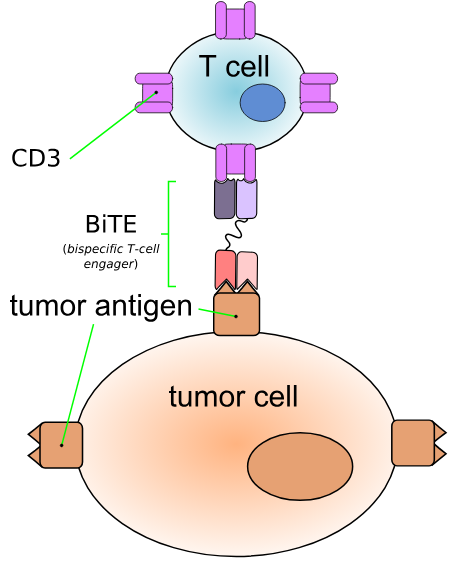 T cell
CD3
BiTE
(bispecific T-cell
engager)
tumor antigen
tumor cell